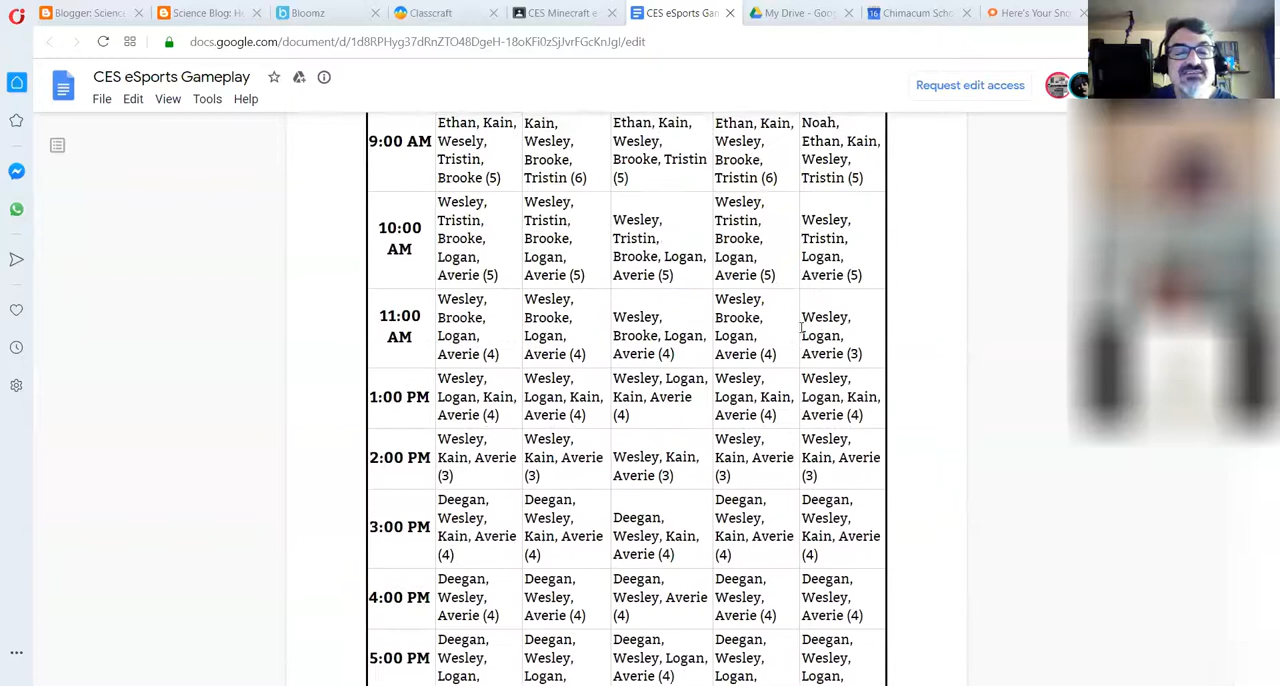 Blogger: Science
Science Blog: Ho
Bloomz
Classcraft
CES Minecraft e
CES eSports Gam
My Drive - Goog
Chimacum Scho
Here's Your Sno
docs.google.com/document/d/1d8RPHyg37dRnZTO48DgeH-18oKFi0zSjJvrFGcKnJgI/edit
CES eSports Gameplay
File Edit View Tools Help
Request edit access
9:00 AM
Ethan, Kain,
Wesely,
Tristin,
Brooke (5)
Kain,
Wesley,
Brooke,
Tristin (6)
Ethan, Kain,
Wesley,
Brooke, Tristin
(5)
Ethan, Kain,
Wesley,
Brooke,
Tristin (6)
Noah,
Ethan, Kain,
Wesley,
Tristin (5)
10:00
AM
Wesley,
Tristin,
Brooke,
Logan,
Averie (5)
Wesley,
Tristin,
Brooke,
Logan,
Averie (5)
Wesley,
Tristin,
Brooke, Logan,
Averie (5)
Wesley,
Tristin,
Brooke,
Logan,
Averie (5)
Wesley,
Tristin,
Logan,
Averie (5)
11:00
AM
Wesley,
Brooke,
Logan,
Averie (4)
Wesley,
Brooke,
Logan,
Averie (4)
Wesley,
Brooke, Logan,
Averie (4)
Wesley,
Brooke,
Logan,
Averie (4)
Wesley,
Logan,
Averie (3)
1:00 PM
Wesley,
Logan, Kain,
Averie (4)
Wesley,
Logan, Kain,
Averie (4)
Wesley, Logan,
Kain, Averie
(4)
Wesley,
Logan, Kain,
Averie (4)
Wesley,
Logan, Kain,
Averie (4)
2:00 PM
Wesley,
Kain, Averie
(3)
Wesley,
Kain, Averie
(3)
Wesley, Kain,
Averie (3)
Wesley,
Kain, Averie
(3)
Wesley,
Kain, Averie
(3)
3:00 PM
Deegan,
Wesley,
Kain, Averie
(4)
Deegan,
Wesley,
Kain, Averie
(4)
Deegan,
Wesley, Kain,
Averie (4)
Deegan,
Wesley,
Kain, Averie
(4)
Deegan,
Wesley,
Kain, Averie
(4)
4:00 PM
Deegan,
Wesley,
Averie (4)
Deegan,
Wesley,
Averie (4)
Deegan,
Wesley, Averie
(4)
Deegan,
Wesley,
Averie (4)
Deegan,
Wesley,
Averie (4)
5:00 PM
Deegan,
Wesley,
Logan,
Deegan,
Wesley,
Logan,
Deegan,
Wesley, Logan,
Averie (4)
Deegan,
Wesley,
Logan,
Deegan,
Wesley,
Logan,